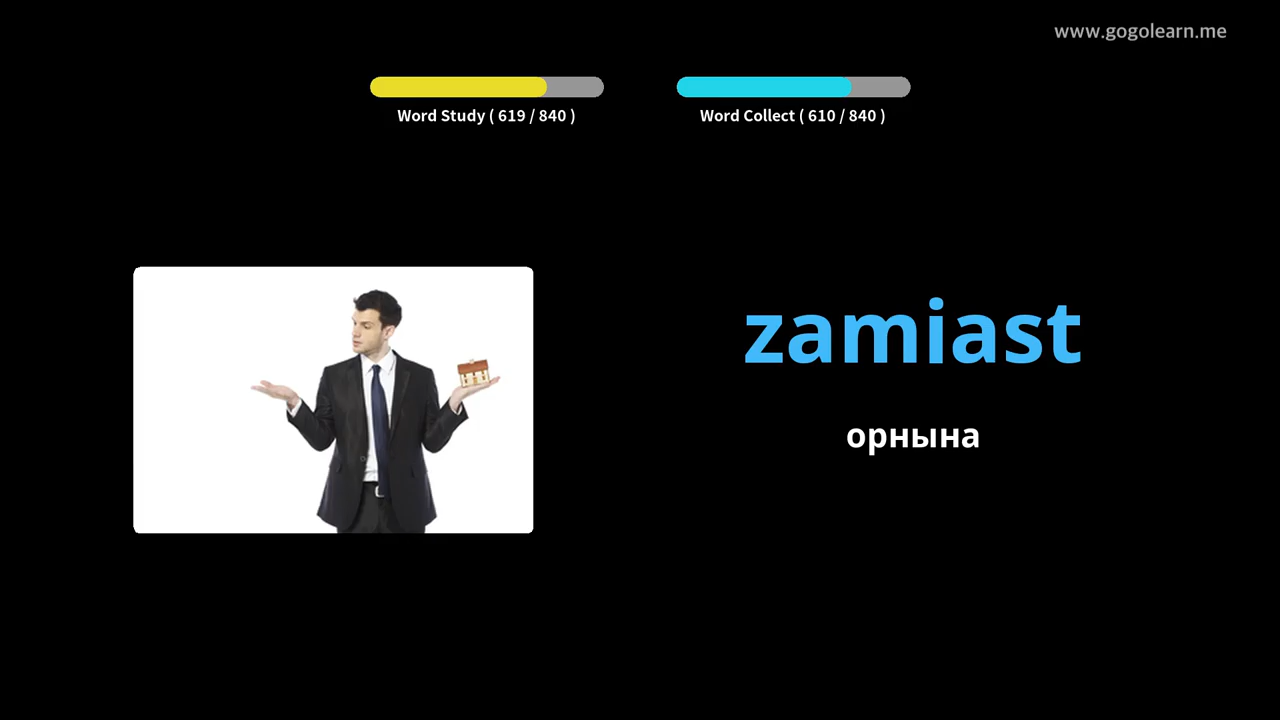 www.gogolearn.me
Word Study ( 619 / 840 )
Word Collect ( 610 / 840 )
zamiast
орнына